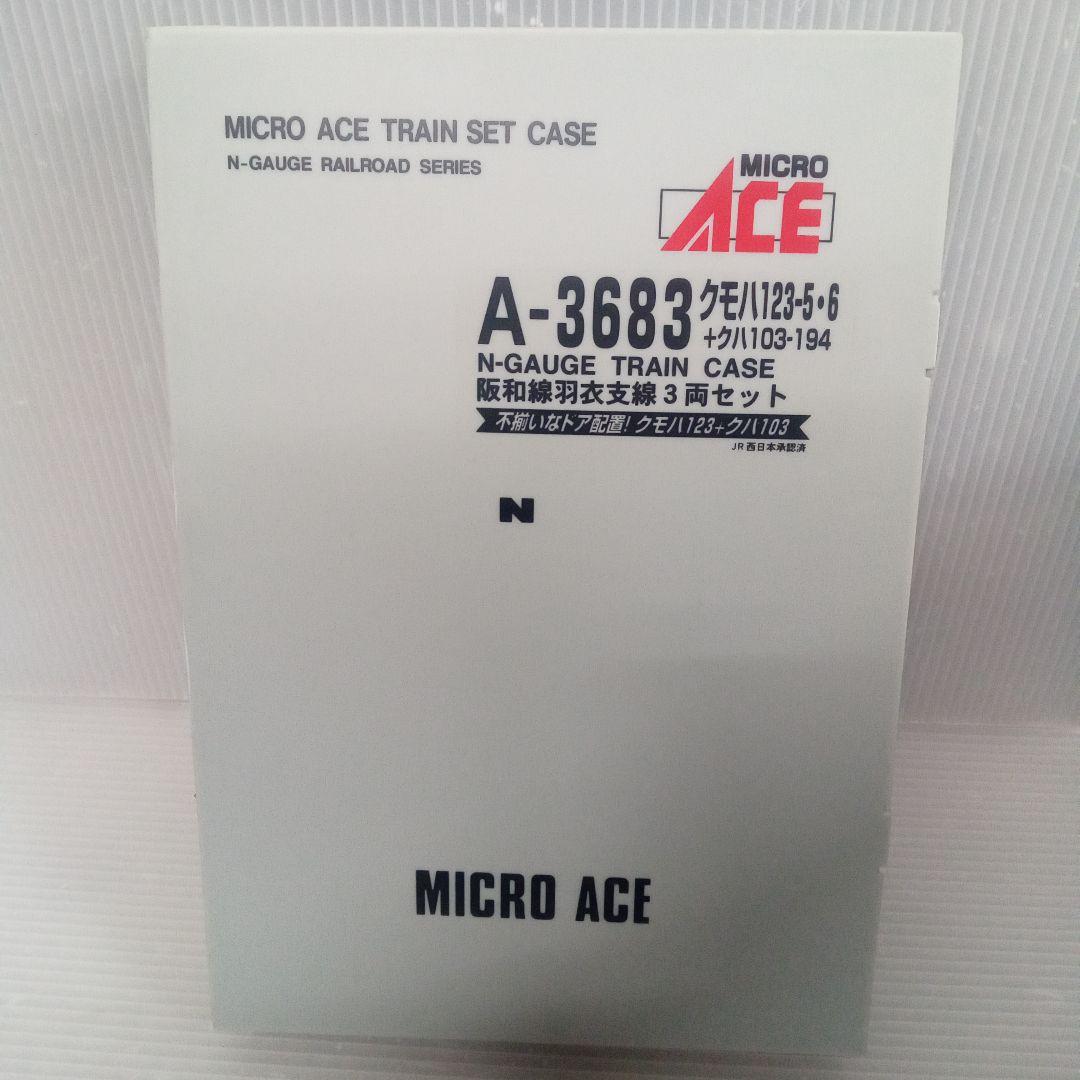 MICRO ACE TRAIN SET CASE
N-GAUGE RAILROAD SERIES
MICRO
ACE
A-3683 クモハ123-5・6
+クハ103-194
N-GAUGE TRAIN CASE
阪和線羽衣支線3両セット
不揃いなドア配置!クモハ123+クハ103
JR西日本承認済
N
MICRO ACE